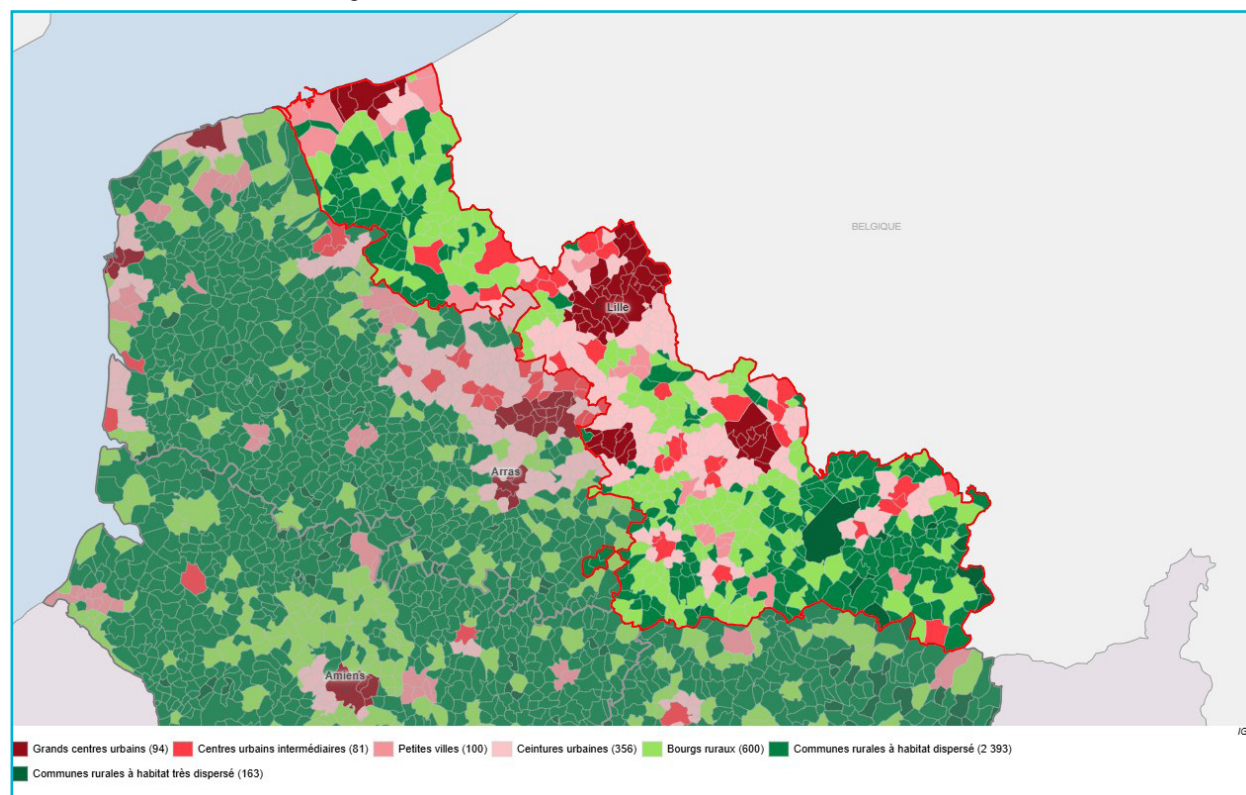 BELGIQUE
Lille
Arras
Amiens
Grands centres urbains (94) Centres urbains intermédiaires (81) Petites villes (100) Ceintures urbaines (356) Bourgs ruraux (600) Communes rurales à habitat dispersé (2 393)
Communes rurales à habitat très dispersé (163)